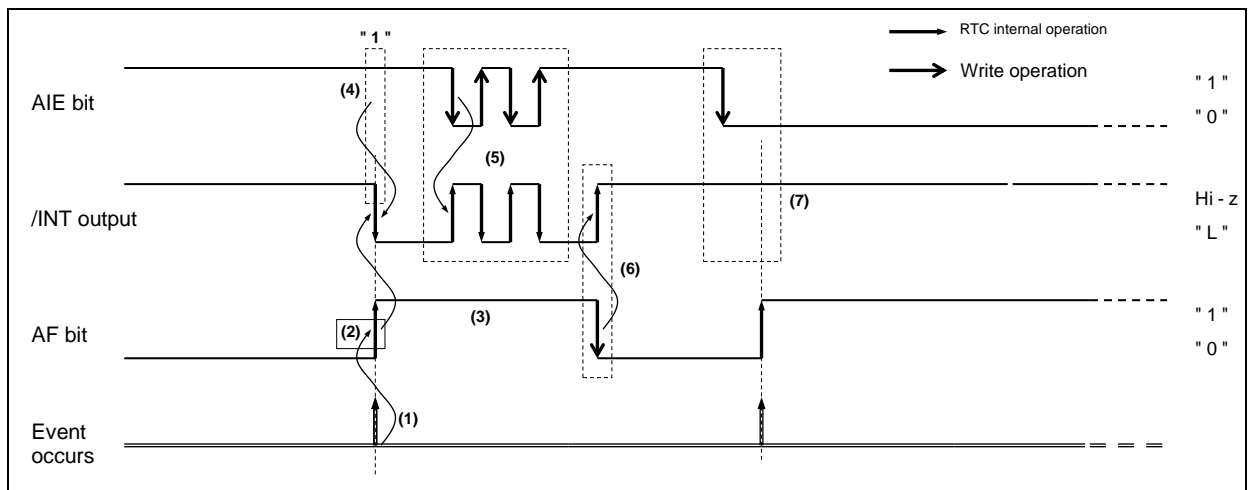 " 1 "
RTC internal operation
Write operation
AIE bit
(4)
" 1 "
" 0 "
(5)
/INT output
(7)
Hi - z
" L "
(6)
AF bit
(2)
(3)
" 1 "
" 0 "
(1)
Event
occurs